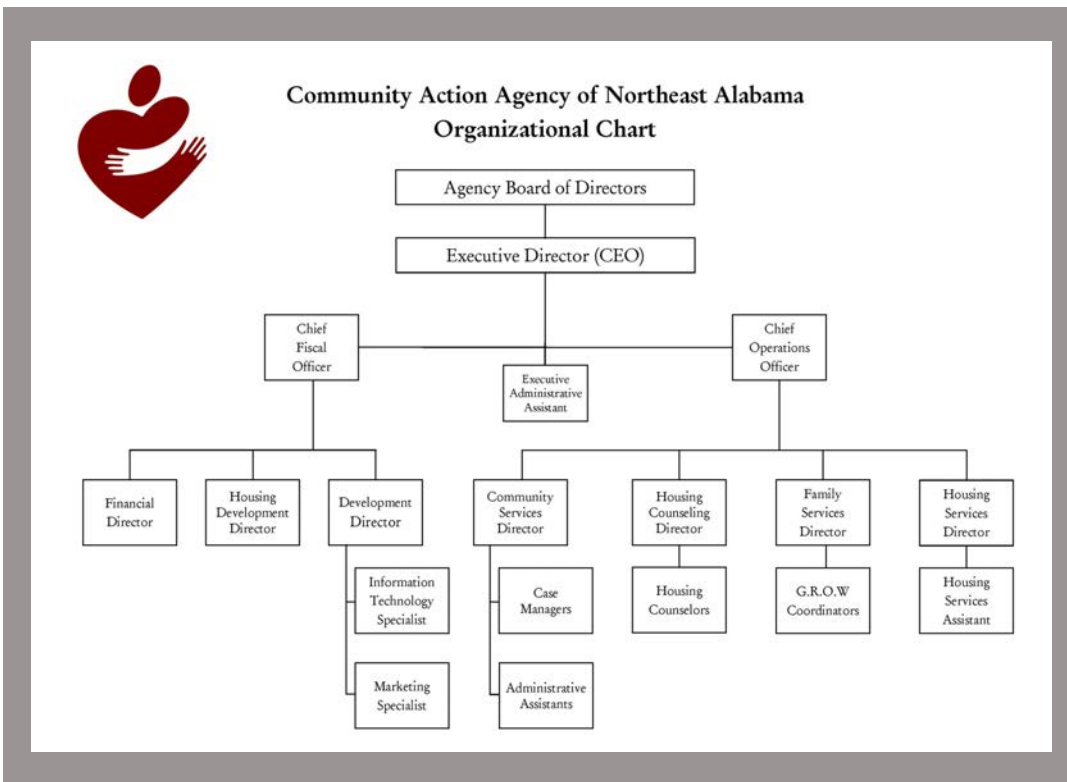 Community Action Agency of Northeast Alabama
Organizational Chart
Agency Board of Directors
Executive Director (CEO)
Chief
Fiscal
Officer
Executive
Administrative
Assistant
Chief
Operations
Officer
Financial
Director
Housing
Development
Director
Development
Director
Community
Services
Director
Housing
Counseling
Director
Family
Services
Director
Housing
Services
Director
Information
Technology
Specialist
Case
Managers
Housing
Counselors
G.R.O.W
Coordinators
Housing
Services
Assistant
Marketing
Specialist
Administrative
Assistants